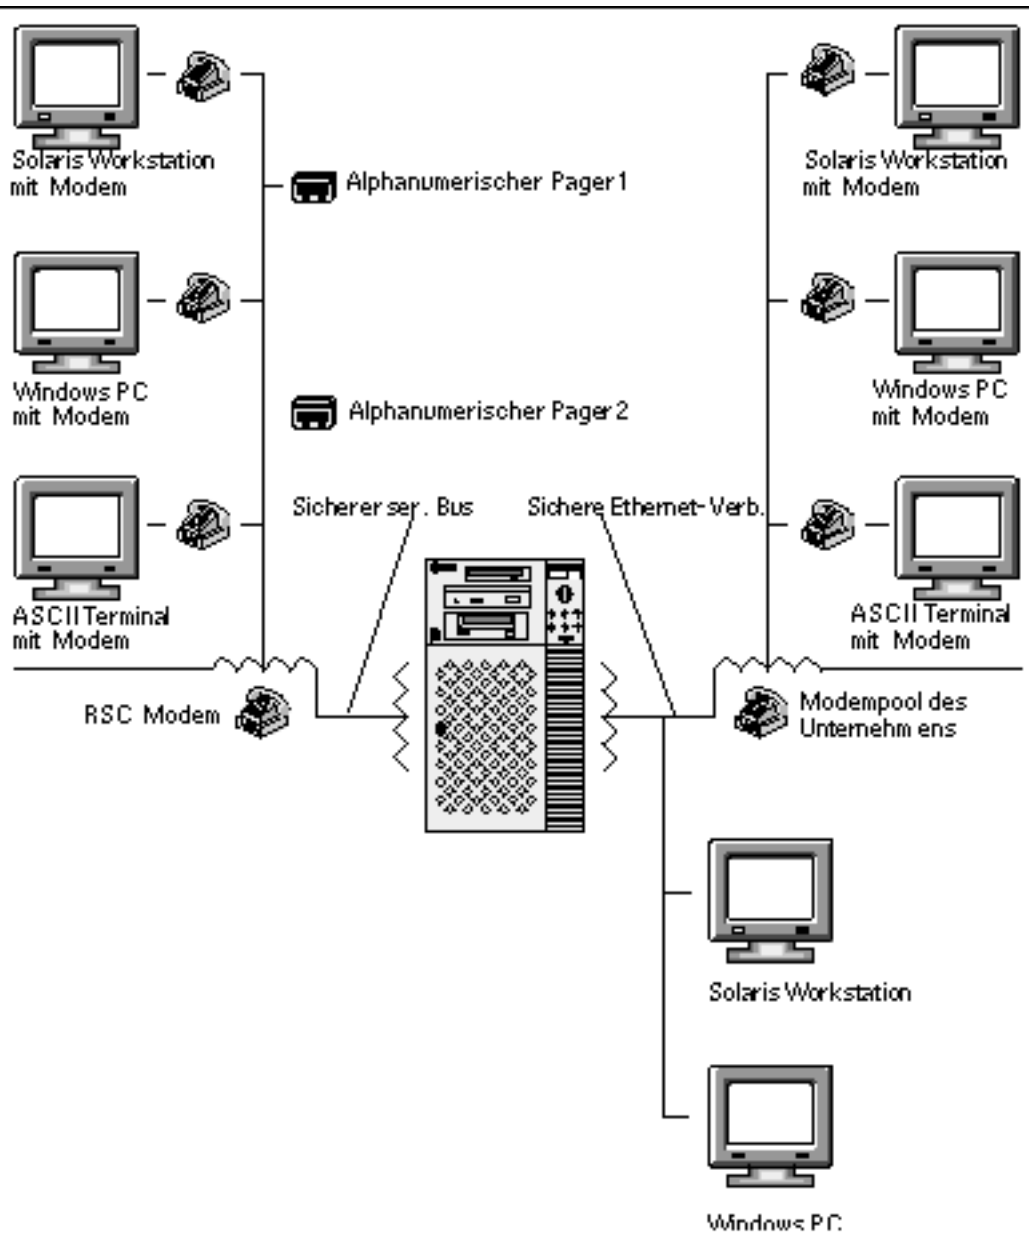 Solaris Workstation
mit Modem
Solaris Workstation
mit Modem
Alphanumerischer Pager 1
Windows PC
mit Modem
Windows PC
mit Modem
Alphanumerischer Pager 2
Sicherer ser. Bus
Sichere Ethernet-Verb.
ASCII Terminal
mit Modem
ASCII Terminal
mit Modem
RSC Modem
Modempool des
Unternehmens
Solaris Workstation
Windows PC